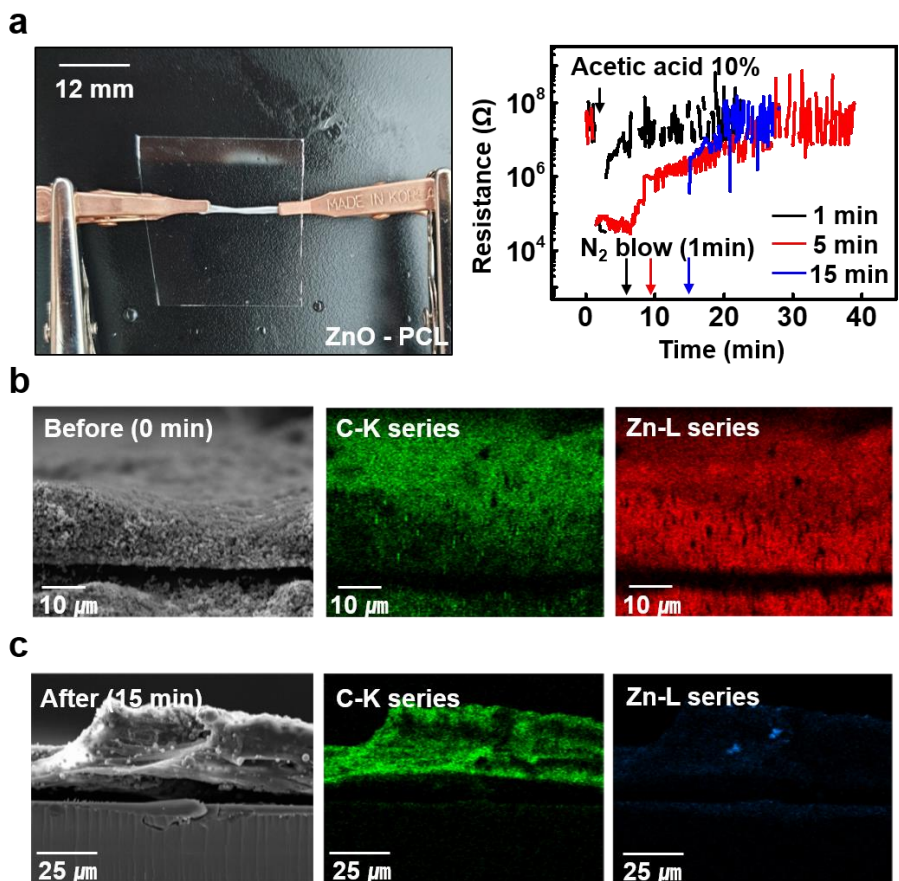 a
12 mm
MADE IN KOR
ZnO - PCL
Resistance (Ω)
10⁸
10⁶
10⁴
Acetic acid 10%
N₂ blow (1min)
1 min
5 min
15 min
0
10
20
30
40
Time (min)
b
Before (0 min)
10 μm
C-K series
10 μm
Zn-L series
10 μm
c
After (15 min)
25 μm
C-K series
25 μm
Zn-L series
25 μm